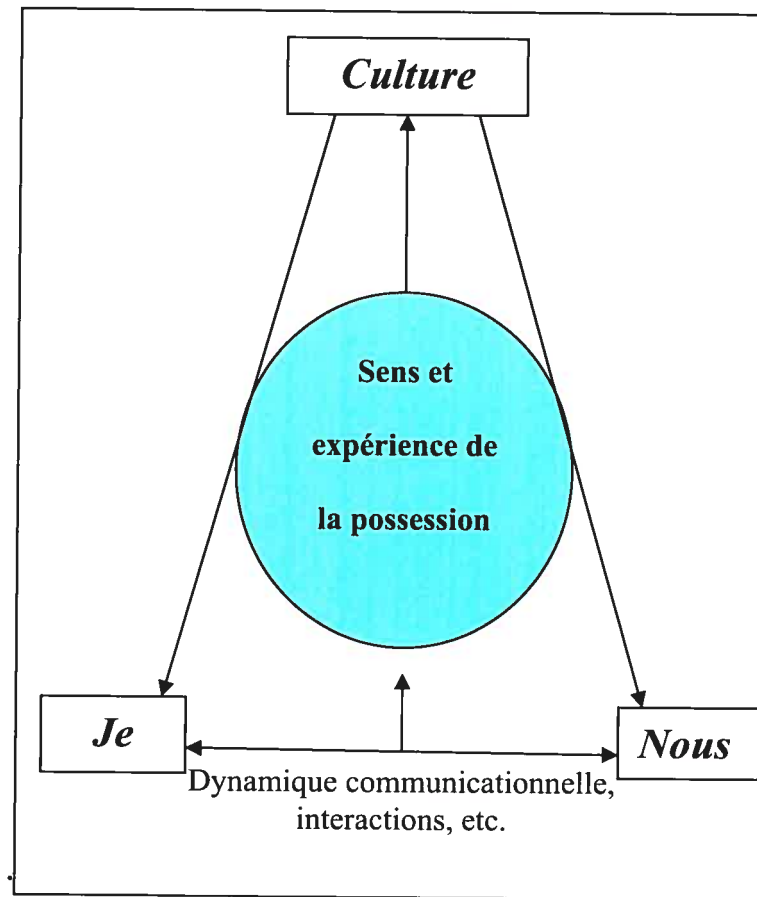 Culture
Sens et
expérience de
la possession
Je
Nous
Dynamique communicationnelle,
interactions, etc.